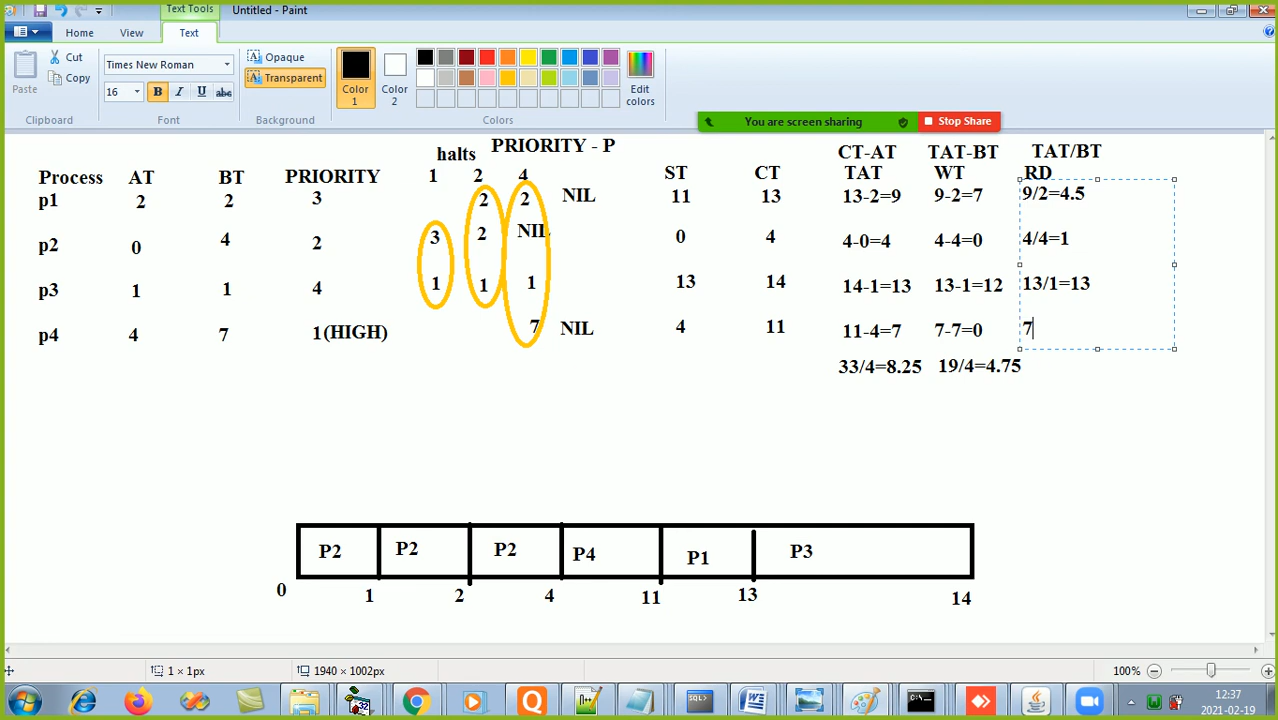 Text Tools
Untitled - Paint
Home
View
Text
Cut
Copy
Paste
Clipboard
Times New Roman
16
B I U abc
Font
Opaque
Transparent
Background
Color 1
Color 2
Edit colors
Colors
You are screen sharing
Stop Share
halts PRIORITY - P
CT-AT TAT-BT TAT/BT
Process AT BT PRIORITY 1 2 4 ST CT TAT WT RD
p1 2 2 3 2 2 NIL 11 13 13-2=9 9-2=7 9/2=4.5
p2 0 4 2 3 2 NIL 0 4 4-0=4 4-4=0 4/4=1
p3 1 1 4 1 1 1 13 14 14-1=13 13-1=12 13/1=13
p4 4 7 1(HIGH) 7 NIL 4 11 11-4=7 7-7=0 7
33/4=8.25 19/4=4.75
P2 P2 P2 P4 P1 P3
0 1 2 4 11 13 14
1 × 1px
1940 × 1002px
100%
12:37
2021-02-19